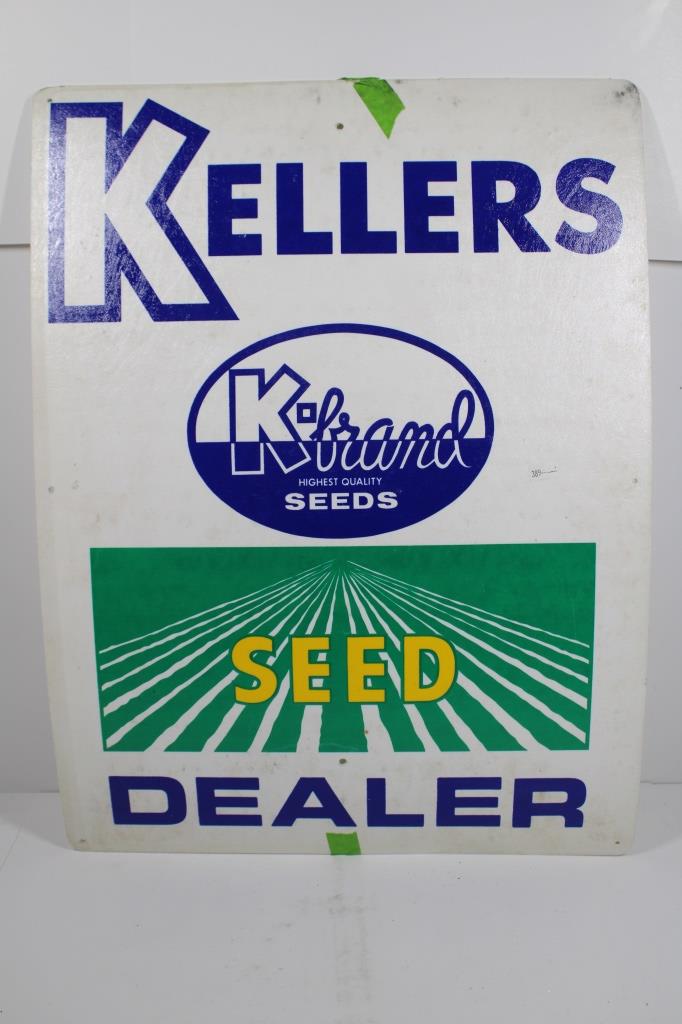 KELLERS
K-brand
HIGHEST QUALITY
SEEDS
SEED
DEALER